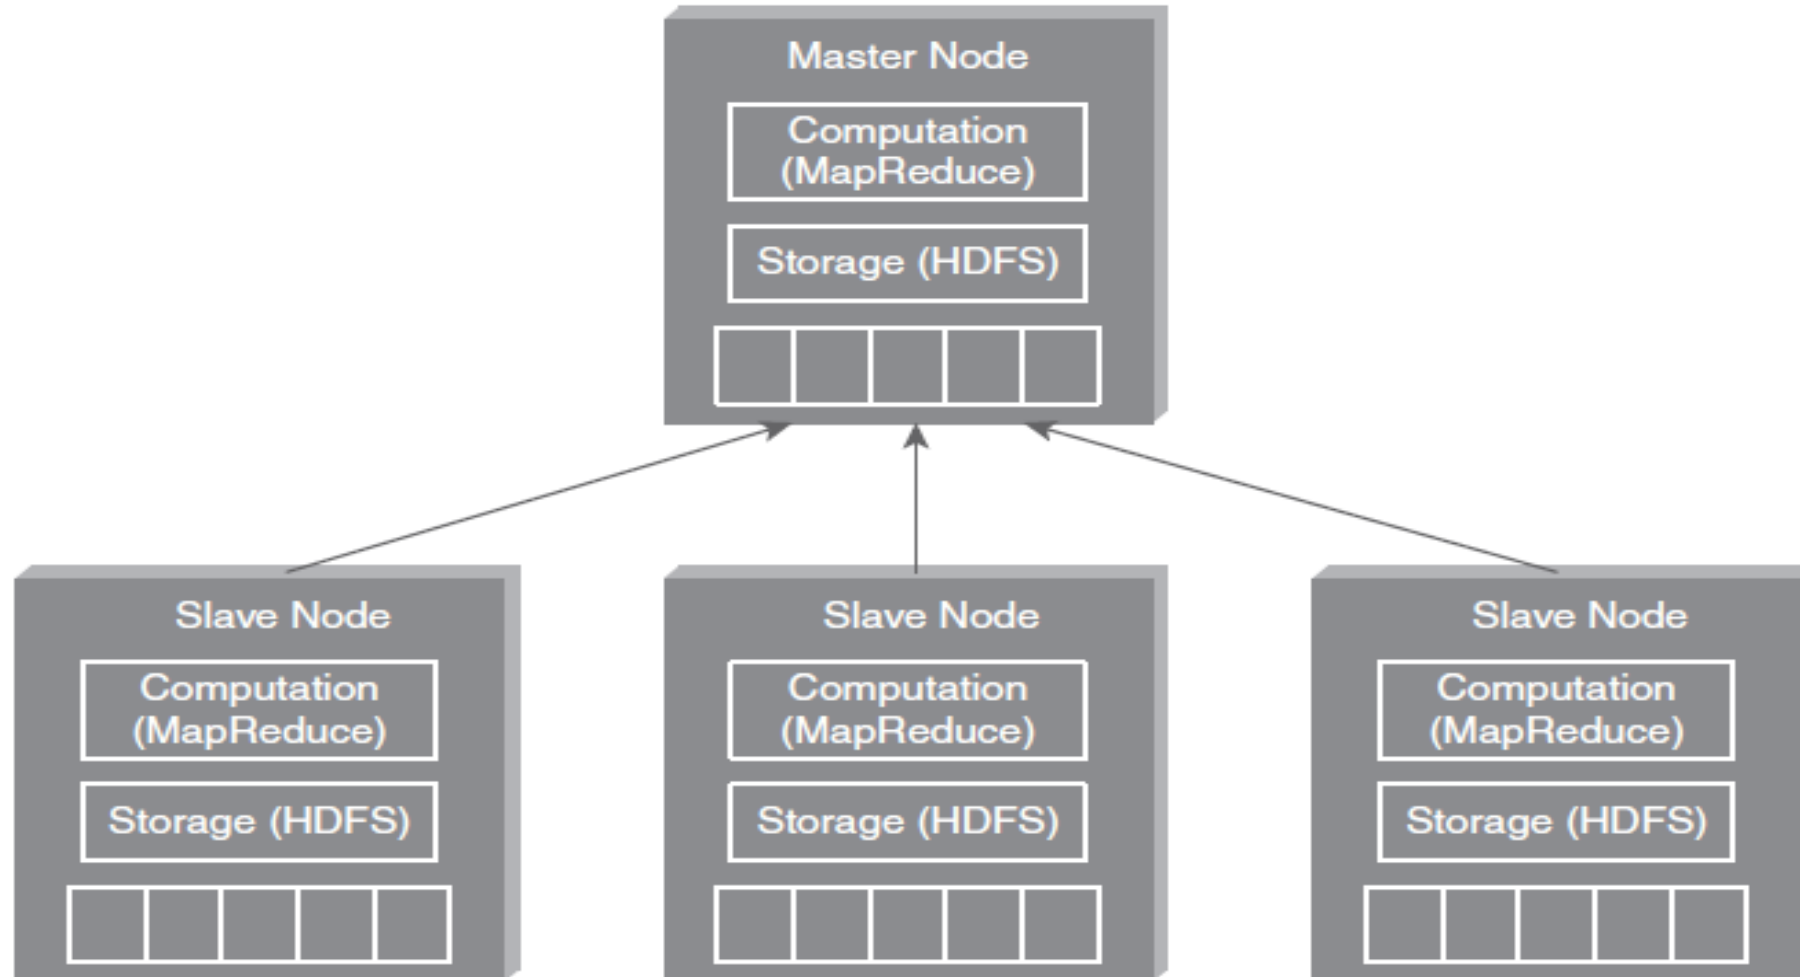 Master Node
Computation
(MapReduce)
Storage (HDFS)
Slave Node
Computation
(MapReduce)
Storage (HDFS)
Slave Node
Computation
(MapReduce)
Storage (HDFS)
Slave Node
Computation
(MapReduce)
Storage (HDFS)